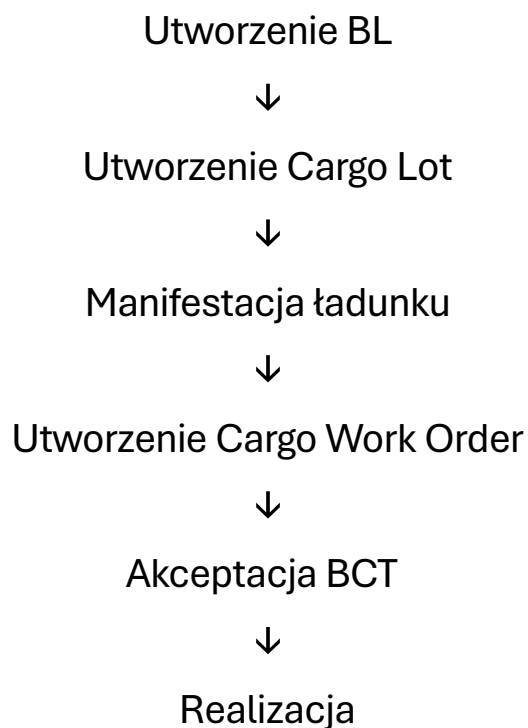 Utworzenie BL
↓
Utworzenie Cargo Lot
↓
Manifestacja ładunku
↓
Utworzenie Cargo Work Order
↓
Akceptacja BCT
↓
Realizacja